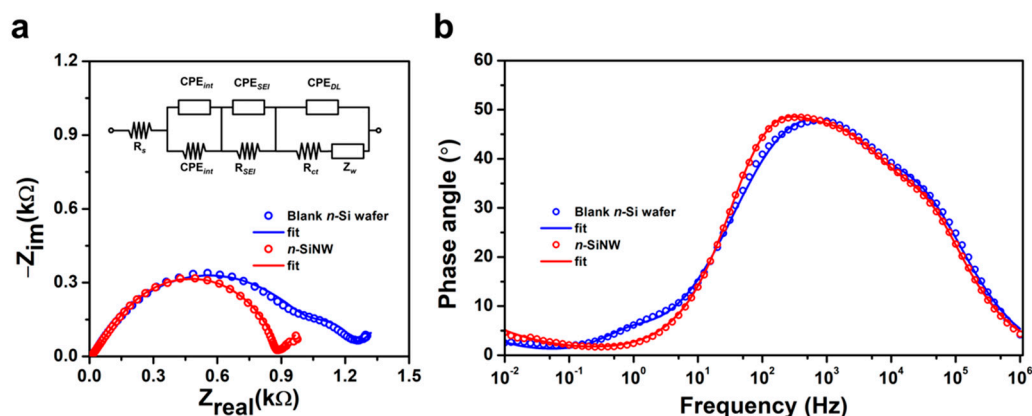 a
−Z_im(kΩ)
1.2
0.9
0.6
0.3
0.0
0.0 0.3 0.6 0.9 1.2 1.5
Z_real(kΩ)
CPE_int CPE_SEI CPE_DL
R_s
CPE_int R_SEI R_ct Z_w
Blank n-Si wafer
fit
n-SiNW
fit
b
Phase angle (°)
60
50
40
30
20
10
0
10^-2 10^-1 10^0 10^1 10^2 10^3 10^4 10^5 10^6
Frequency (Hz)
Blank n-Si wafer
fit
n-SiNW
fit